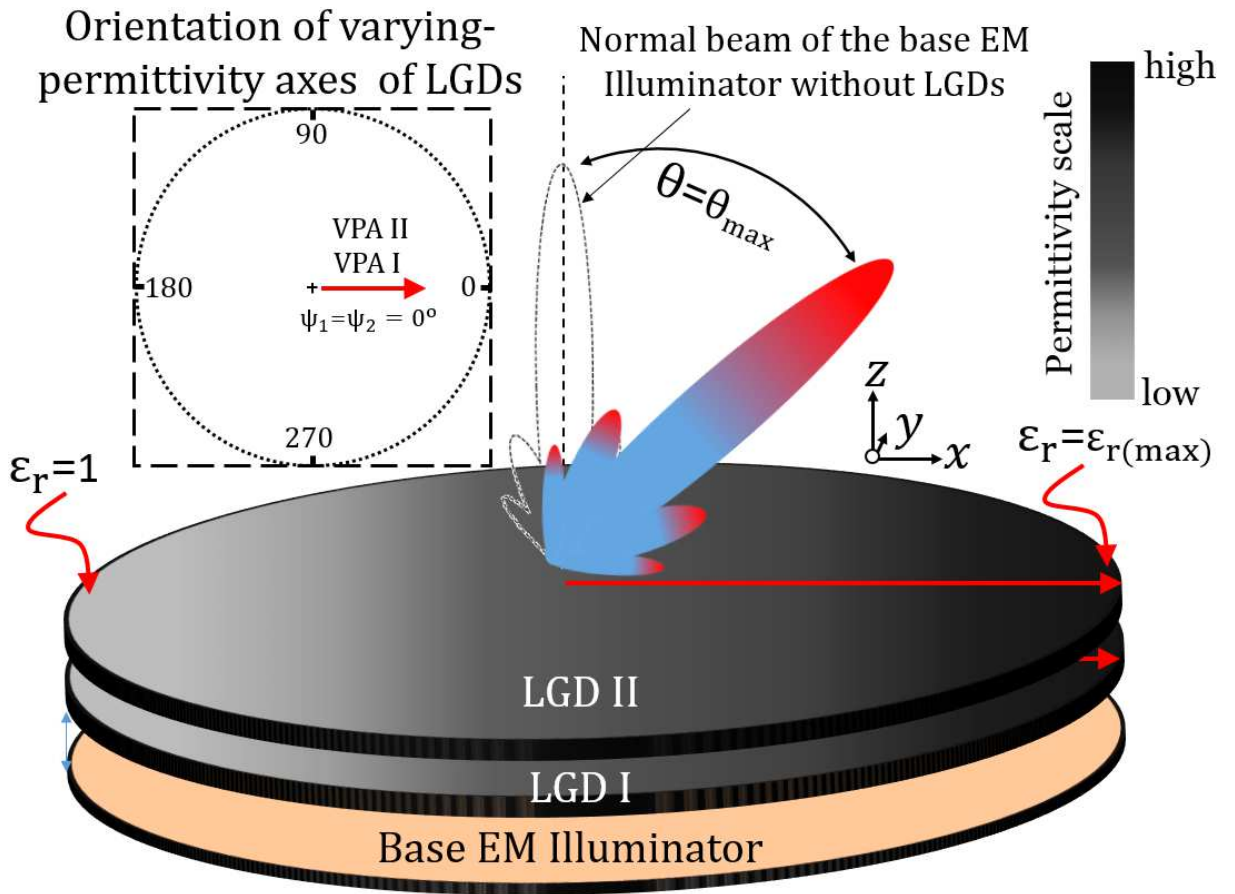 Orientation of varying-
permittivity axes of LGDs
Normal beam of the base EM
Illuminator without LGDs
high
Permittivity scale
low
90
VPA II
VPA I
180
+
0
ψ₁=ψ₂ = 0º
270
θ=θmax
z
y
x
εr=1
εr=εr(max)
LGD II
LGD I
Base EM Illuminator